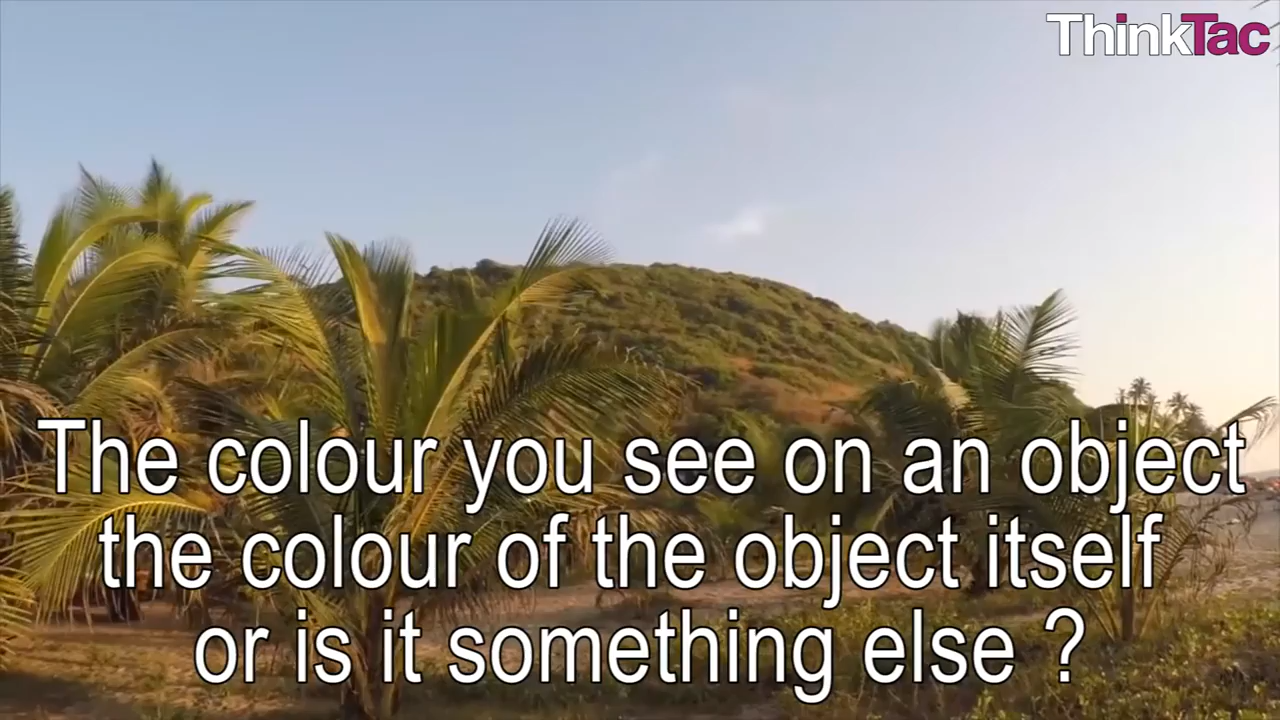 ThinkTac
The colour you see on an object
the colour of the object itself
or is it something else ?